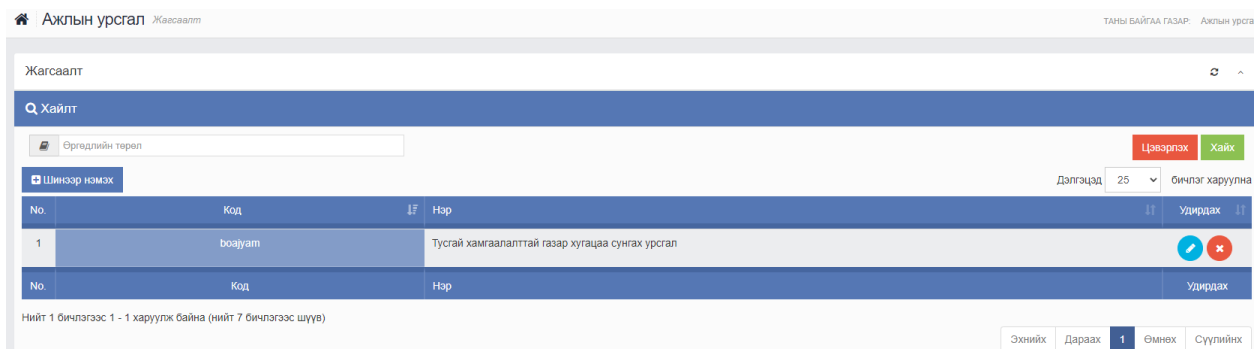 Ажлын урсгал Жагсаалт
ТАНЫ БАЙГАА ГАЗАР: Ажлын урсга
Жагсаалт
Хайлт
Өргөдлийн төрөл
Цэвэрлэх Хайх
Шинээр нэмэх
Дэлгэцэд 25 бичлэг харуулна
No. Код Нэр Удирдах
1 boajyam Тусгай хамгаалалттай газар хугацаа сунгах урсгал
No. Код Нэр Удирдах
Нийт 1 бичлэгээс 1 - 1 харуулж байна (нийт 7 бичлэгээс шүүв)
Эхнийх Дараах 1 Өмнөх Сүүлийнх